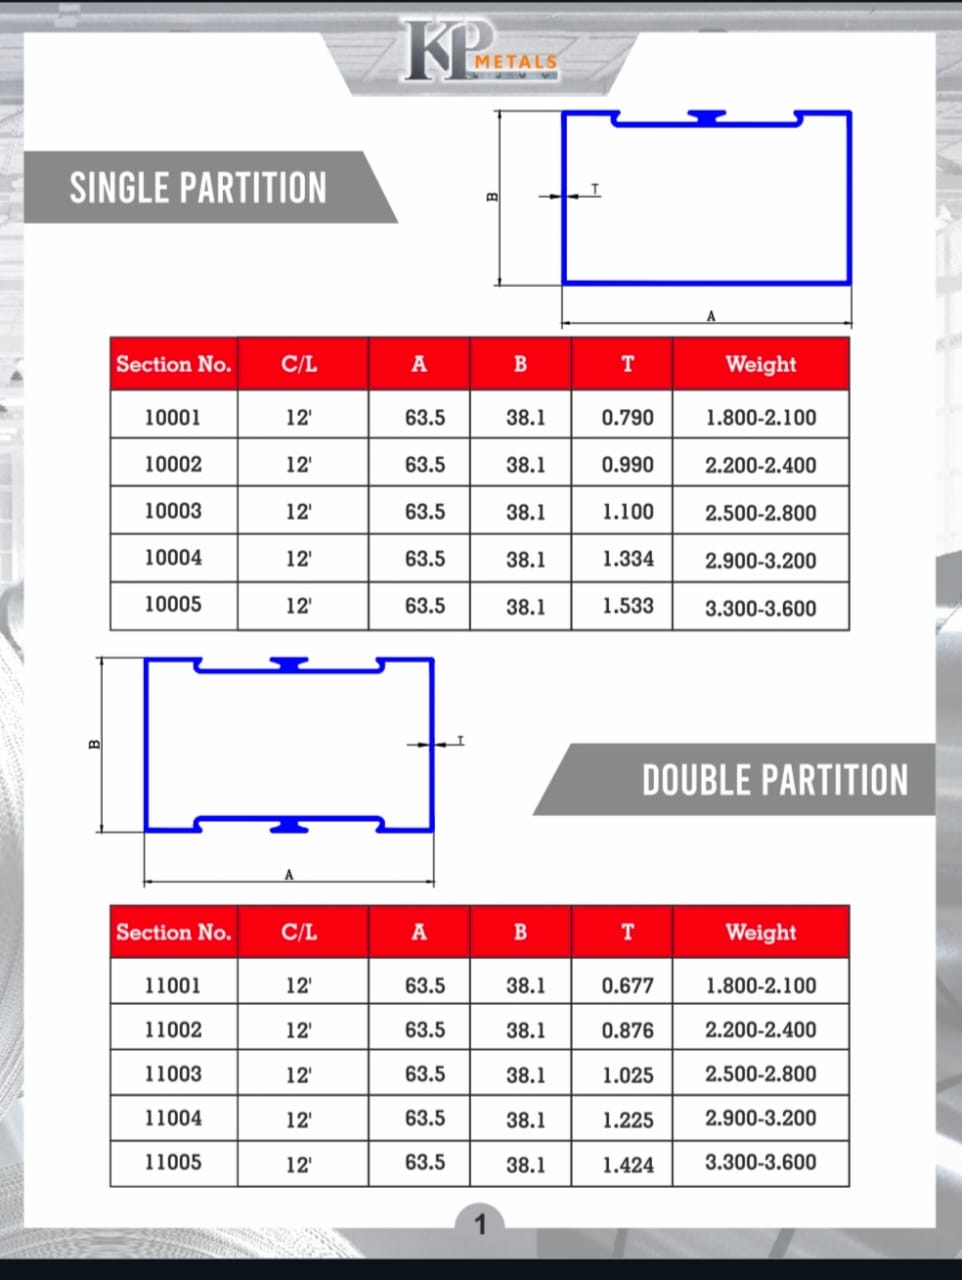 KP METALS
SINGLE PARTITION
B
T
A
Section No. C/L A B T Weight
10001 12' 63.5 38.1 0.790 1.800-2.100
10002 12' 63.5 38.1 0.990 2.200-2.400
10003 12' 63.5 38.1 1.100 2.500-2.800
10004 12' 63.5 38.1 1.334 2.900-3.200
10005 12' 63.5 38.1 1.533 3.300-3.600
B
T
A
DOUBLE PARTITION
Section No. C/L A B T Weight
11001 12' 63.5 38.1 0.677 1.800-2.100
11002 12' 63.5 38.1 0.876 2.200-2.400
11003 12' 63.5 38.1 1.025 2.500-2.800
11004 12' 63.5 38.1 1.225 2.900-3.200
11005 12' 63.5 38.1 1.424 3.300-3.600
1